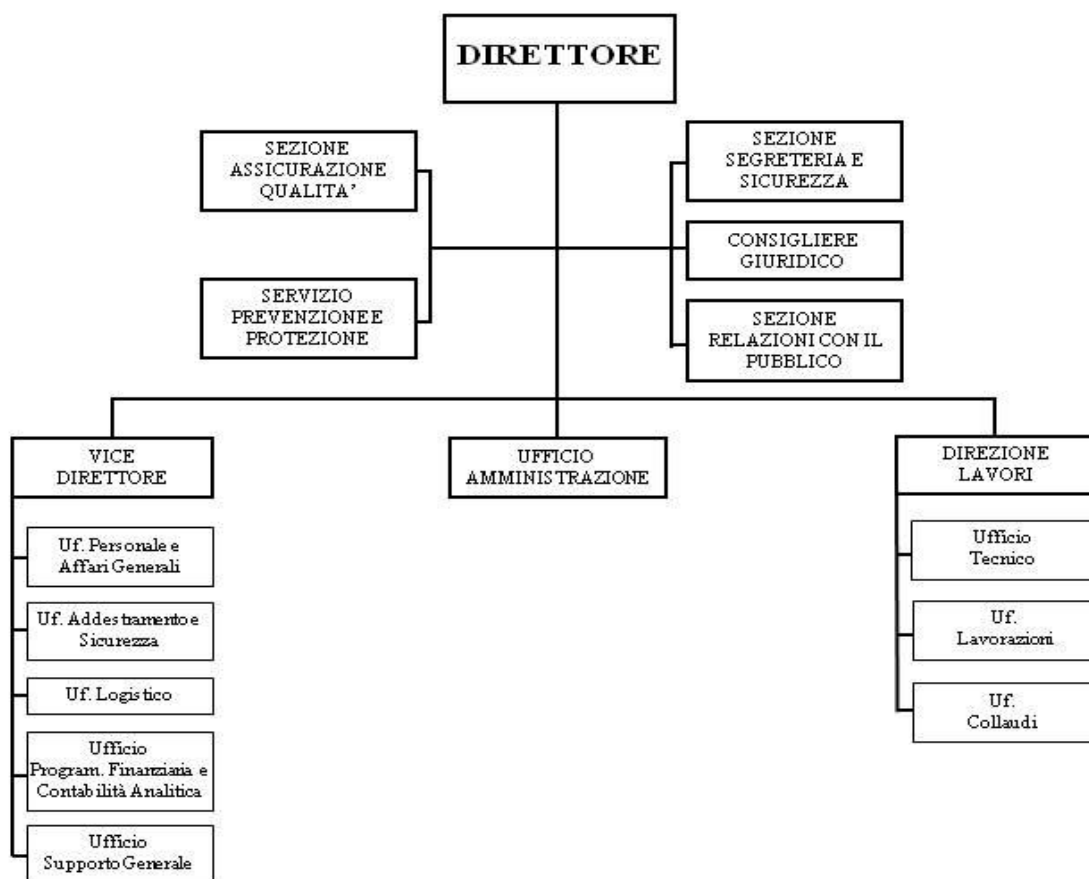 DIRETTORE
SEZIONE
ASSICURAZIONE
QUALITA’
SERVIZIO
PREVENZIONE E
PROTEZIONE
SEZIONE
SEGRETERIA E
SICUREZZA
CONSIGLIERE
GIURIDICO
SEZIONE
RELAZIONI CON IL
PUBBLICO
VICE
DIRETTORE
Uf. Personale e
Affari Generali
Uf. Addestramento e
Sicurezza
Uf. Logistico
Ufficio
Program. Finanziaria e
Contabilità Analitica
Ufficio
Supporto Generale
UFFICIO
AMMINISTRAZIONE
DIREZIONE
LAVORI
Ufficio
Tecnico
Uf.
Lavorazioni
Uf.
Collaudi